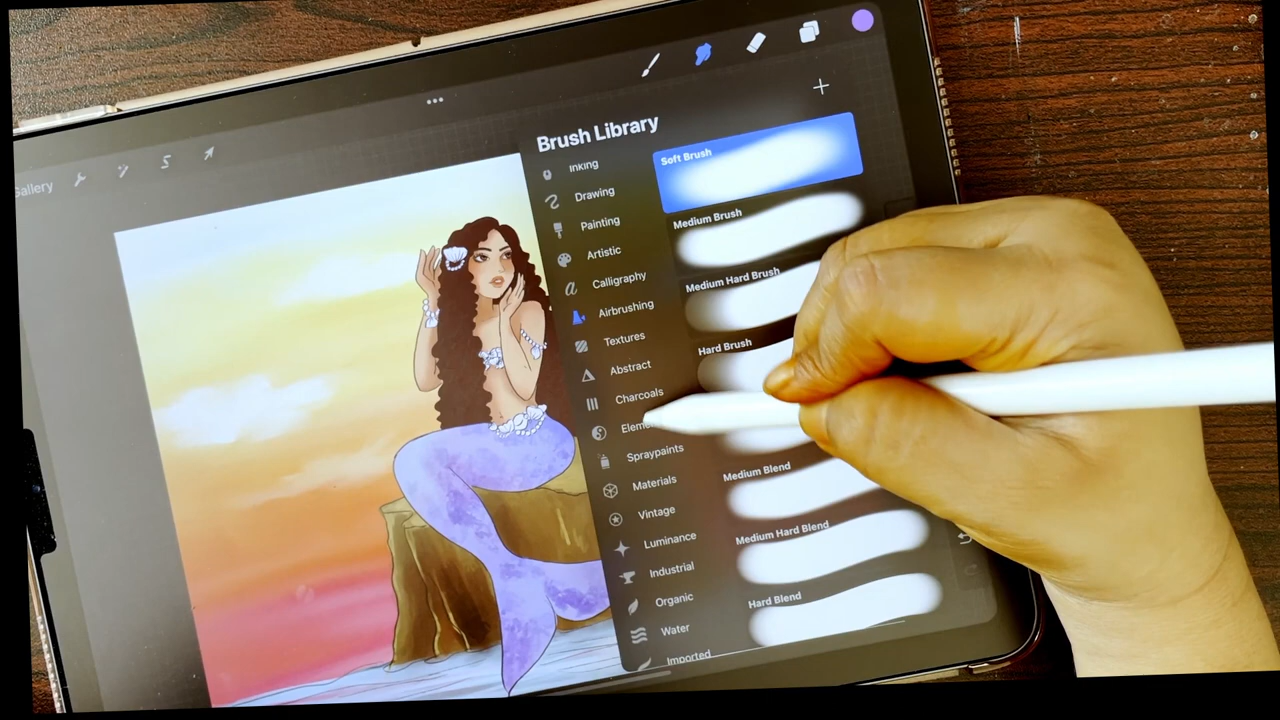 Gallery
Brush Library
Inking
Drawing
Painting
Artistic
Calligraphy
Airbrushing
Textures
Abstract
Charcoals
Spraypaints
Materials
Vintage
Luminance
Industrial
Organic
Water
Imported
Soft Brush
Medium Brush
Medium Hard Brush
Hard Brush
Medium Blend
Medium Hard Blend
Hard Blend